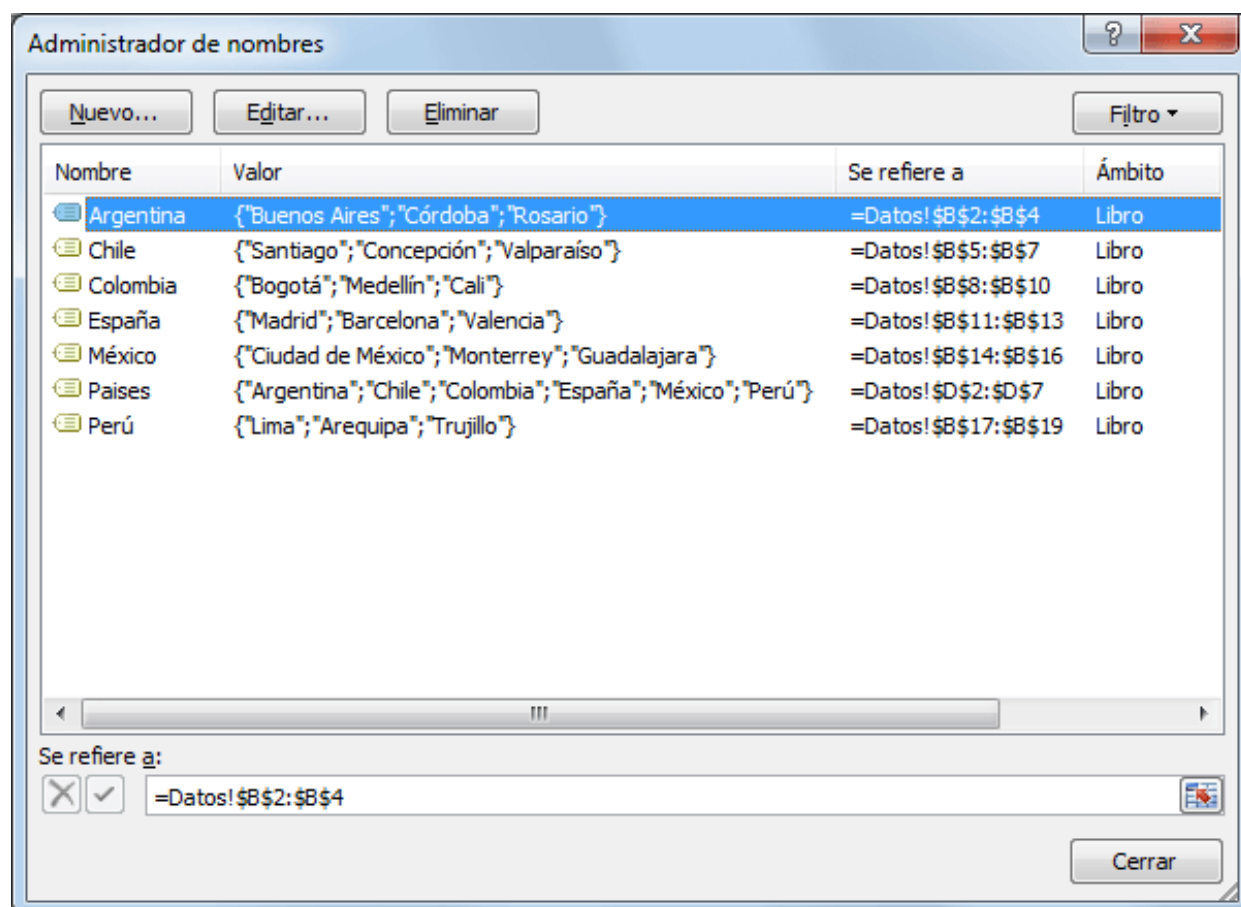 Administrador de nombres
Nuevo... Editar... Eliminar Filtro
Nombre Valor Se refiere a Ámbito
Argentina {"Buenos Aires";"Córdoba";"Rosario"} =Datos!$B$2:$B$4 Libro
Chile {"Santiago";"Concepción";"Valparaíso"} =Datos!$B$5:$B$7 Libro
Colombia {"Bogotá";"Medellín";"Cali"} =Datos!$B$8:$B$10 Libro
España {"Madrid";"Barcelona";"Valencia"} =Datos!$B$11:$B$13 Libro
México {"Ciudad de México";"Monterrey";"Guadalajara"} =Datos!$B$14:$B$16 Libro
Paises {"Argentina";"Chile";"Colombia";"España";"México";"Perú"} =Datos!$D$2:$D$7 Libro
Perú {"Lima";"Arequipa";"Trujillo"} =Datos!$B$17:$B$19 Libro
Se refiere a:
=Datos!$B$2:$B$4
Cerrar